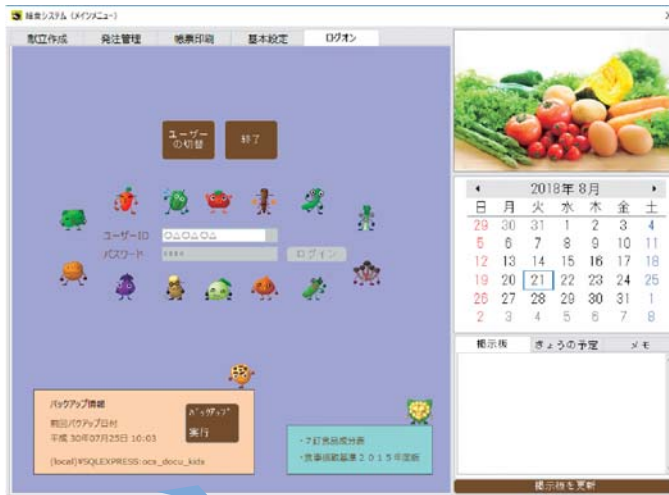 給食システム (メインメニュー)
献立作成 発注管理 帳票印刷 基本設定 ログオン
ユーザーの切替 終了
ユーザーID ○△○△○△
パスワード ****
ログイン
バックアップ情報
前回バクアップ日付
平成 30年07月25日 10:03
(local)¥SQLEXPRESS:ocs_docu_kids
バックアップ
実行
・7訂食品成分表
・食事摂取基準2015年度版
2018年 8月
日 月 火 水 木 金 土
29 30 31 1 2 3 4
5 6 7 8 9 10 11
12 13 14 15 16 17 18
19 20 21 22 23 24 25
26 27 28 29 30 31 1
2 3 4 5 6 7 8
掲示板 きょうの予定 メモ
掲示板を更新